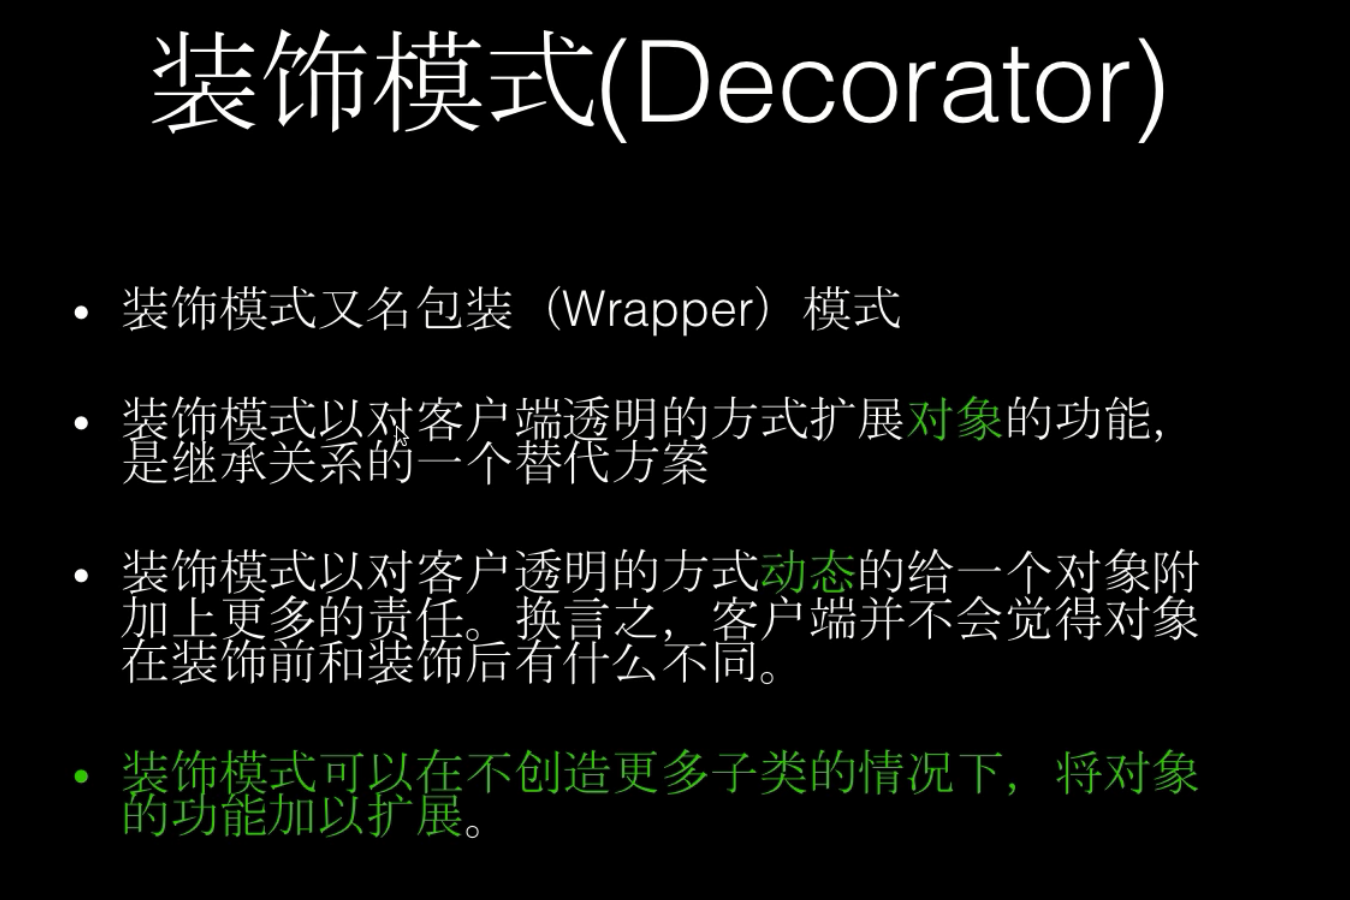 装饰模式(Decorator)
• 装饰模式又名包装（Wrapper）模式
• 装饰模式以对客户端透明的方式扩展对象的功能，
是继承关系的一个替代方案
• 装饰模式以对客户透明的方式动态的给一个对象附
加上更多的责任。换言之，客户端并不会觉得对象
在装饰前和装饰后有什么不同。
• 装饰模式可以在不创造更多子类的情况下，将对象
的功能加以扩展。